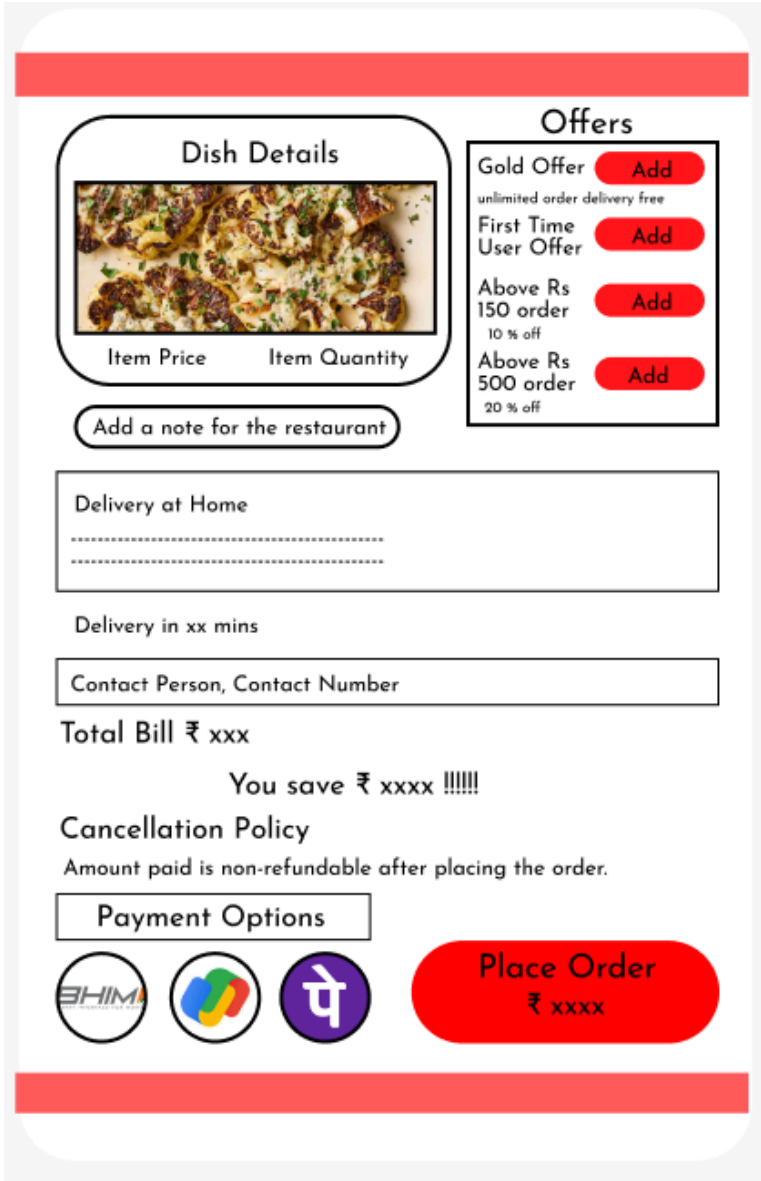 Dish Details
Item Price
Item Quantity
Add a note for the restaurant
Offers
Gold Offer
Add
unlimited order delivery free
First Time
User Offer
Add
Above Rs
150 order
Add
10 % off
Above Rs
500 order
Add
20 % off
Delivery at Home
Delivery in xx mins
Contact Person, Contact Number
Total Bill ₹ xxx
You save ₹ xxxx !!!!!!
Cancellation Policy
Amount paid is non-refundable after placing the order.
Payment Options
BHIM
पे
Place Order
₹ xxxx